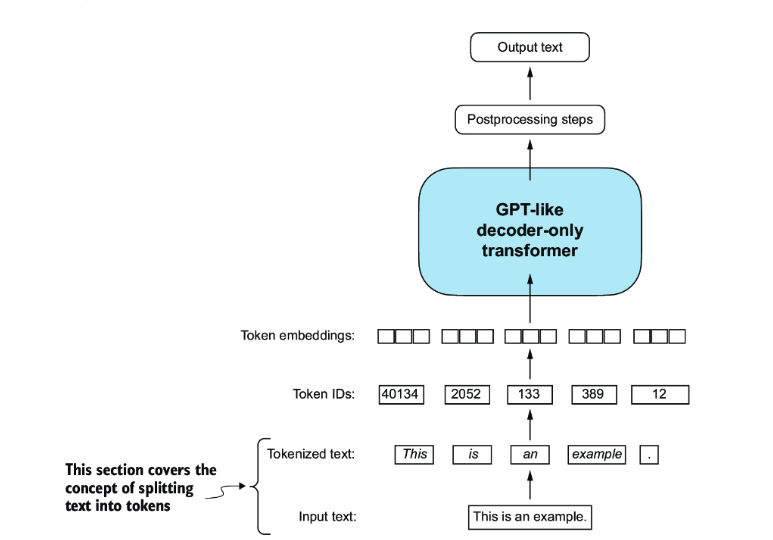 Output text
Postprocessing steps
GPT-like
decoder-only
transformer
Token embeddings:
Token IDs: 40134 2052 133 389 12
Tokenized text: This is an example .
This section covers the
concept of splitting
text into tokens
Input text: This is an example.